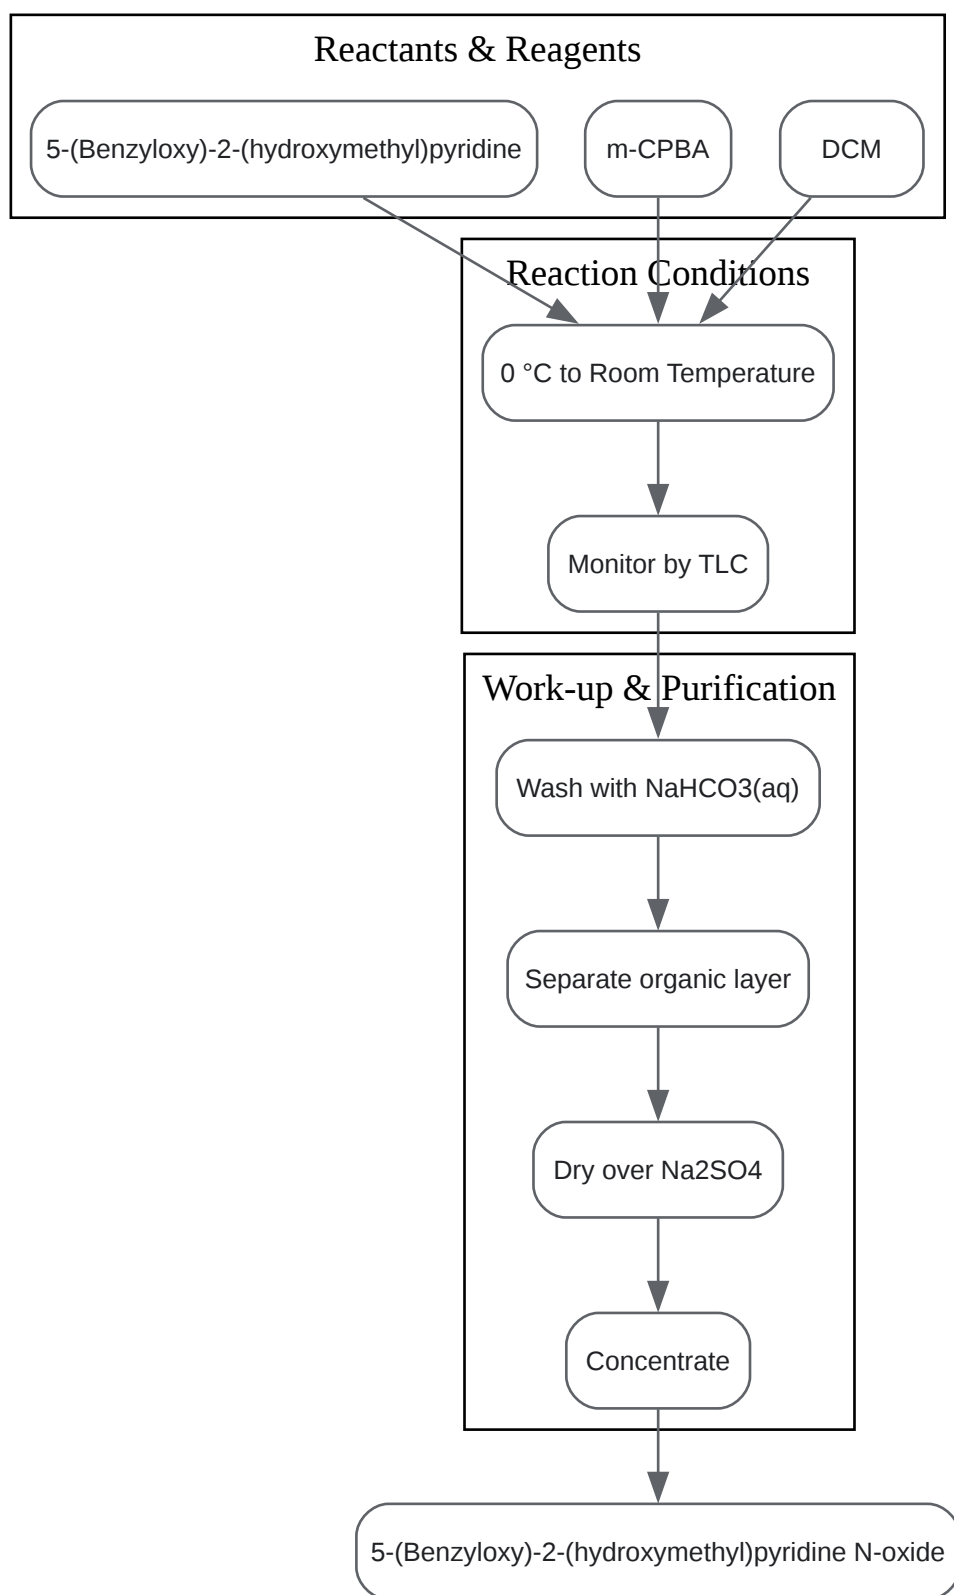 Reactants & Reagents
5-(Benzyloxy)-2-(hydroxymethyl)pyridine
m-CPBA
DCM
Reaction Conditions
0 °C to Room Temperature
Monitor by TLC
Work-up & Purification
Wash with NaHCO3(aq)
Separate organic layer
Dry over Na2SO4
Concentrate
5-(Benzyloxy)-2-(hydroxymethyl)pyridine N-oxide